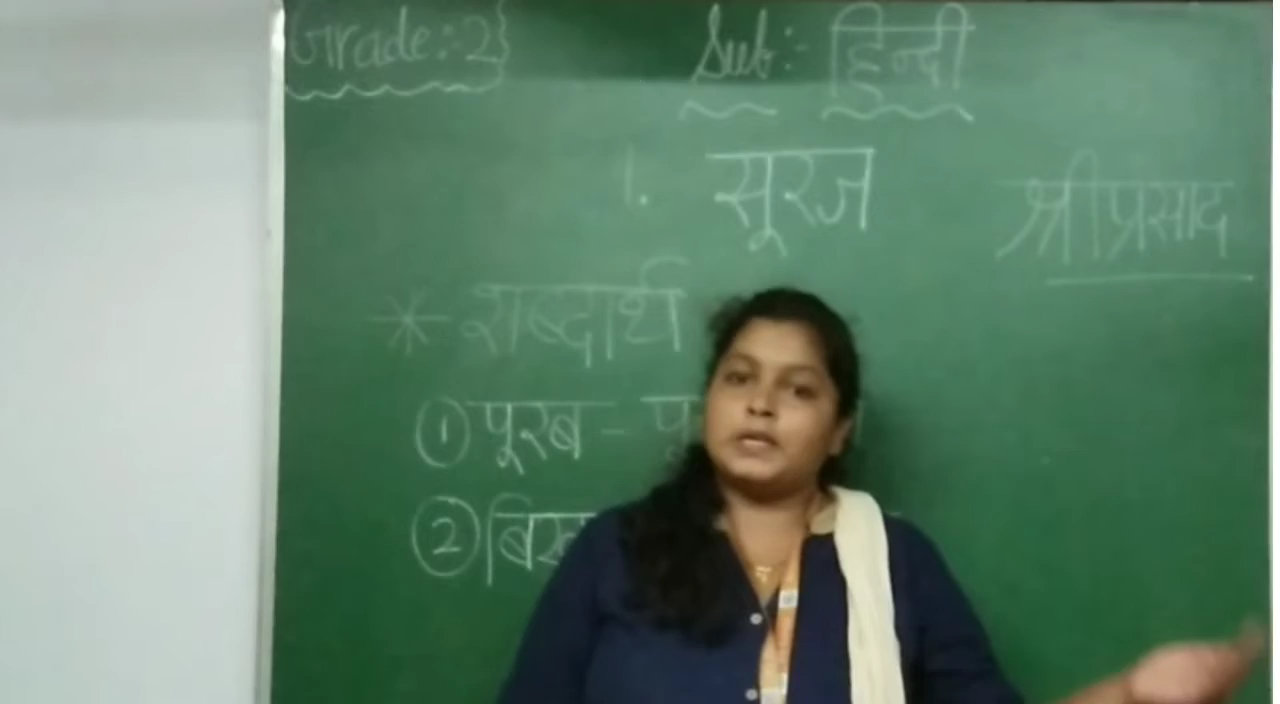 Grade:-2} Sub:- हिन्दी
1. सूरज
श्रीप्रसाद
* शब्दार्थ
① पूरब -
②